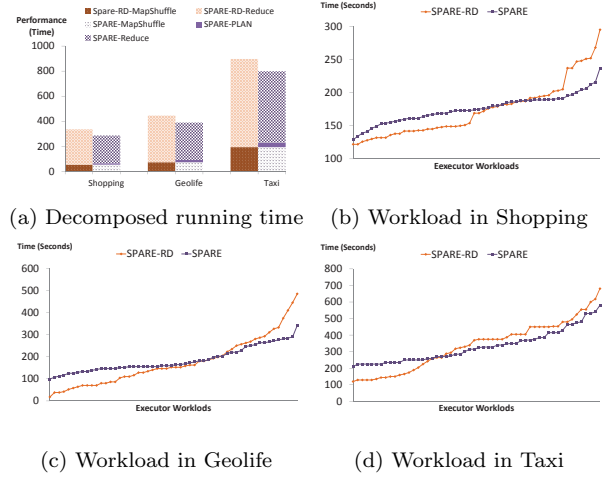 Spare-RD-MapShuffle SPARE-RD-Reduce
SPARE-MapShuffle SPARE-PLAN
SPARE-Reduce
Performance
(Time)
1000
800
600
400
200
0
Shopping Geolife Taxi
(a) Decomposed running time
Time (Seconds)
SPARE-RD SPARE
300
250
200
150
100
Eexecutor Workloads
(b) Workload in Shopping
Time (Seconds)
SPARE-RD SPARE
600
500
400
300
200
100
0
Executor Worklods
(c) Workload in Geolife
Time (Seconds)
SPARE-RD SPARE
800
700
600
500
400
300
200
100
0
Executor Workloads
(d) Workload in Taxi